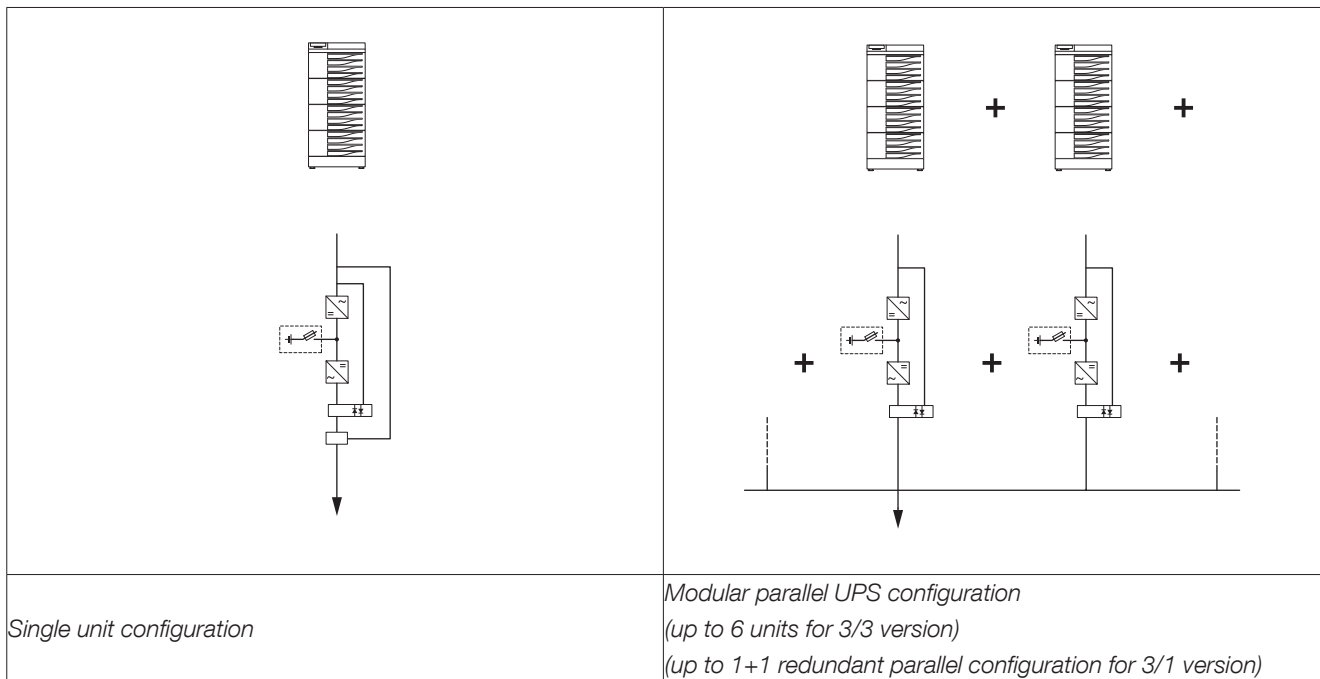 + +
+ + +
Single unit configuration
Modular parallel UPS configuration
(up to 6 units for 3/3 version)
(up to 1+1 redundant parallel configuration for 3/1 version)